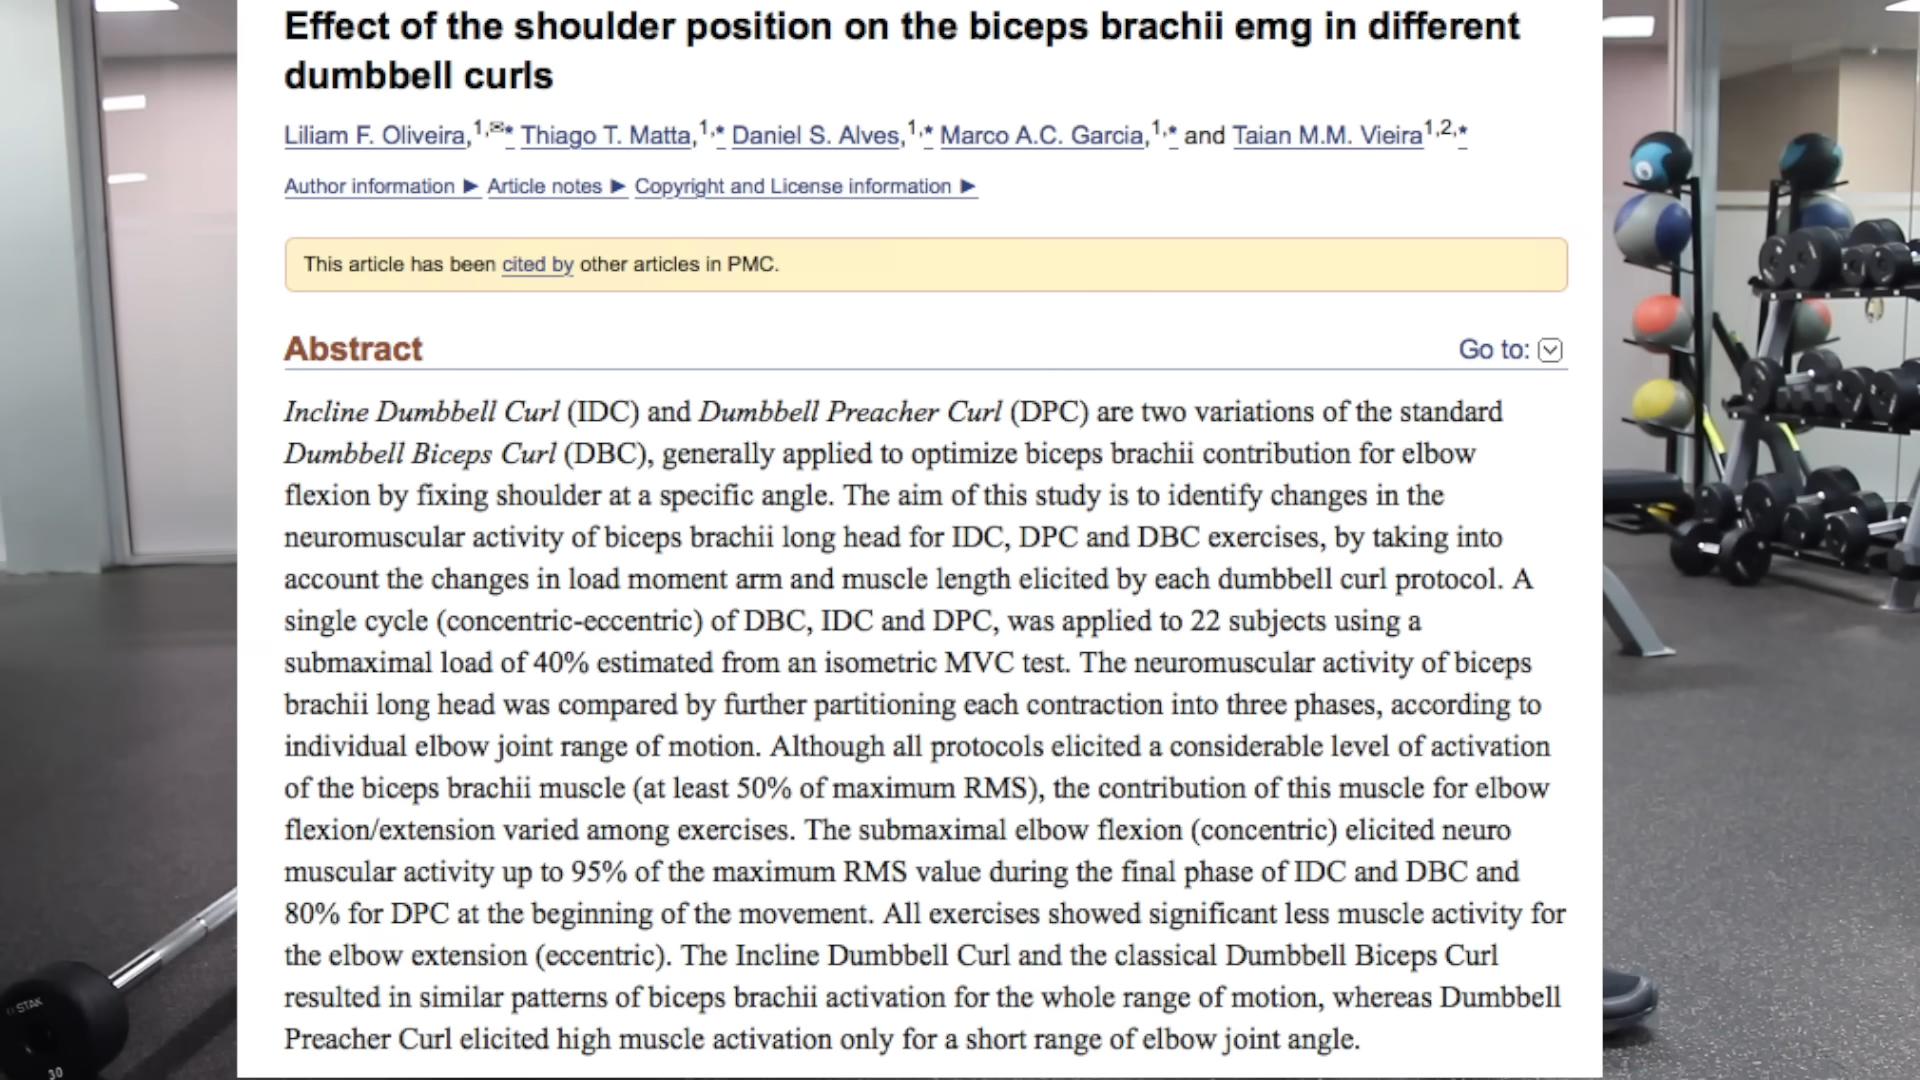 Effect of the shoulder position on the biceps brachii emg in different
dumbbell curls
Liliam F. Oliveira,1,✉* Thiago T. Matta,1,* Daniel S. Alves,1,* Marco A.C. Garcia,1,* and Taian M.M. Vieira1,2,*
Author information ► Article notes ► Copyright and License information ►
This article has been cited by other articles in PMC.
Abstract
Go to:
Incline Dumbbell Curl (IDC) and Dumbbell Preacher Curl (DPC) are two variations of the standard
Dumbbell Biceps Curl (DBC), generally applied to optimize biceps brachii contribution for elbow
flexion by fixing shoulder at a specific angle. The aim of this study is to identify changes in the
neuromuscular activity of biceps brachii long head for IDC, DPC and DBC exercises, by taking into
account the changes in load moment arm and muscle length elicited by each dumbbell curl protocol. A
single cycle (concentric-eccentric) of DBC, IDC and DPC, was applied to 22 subjects using a
submaximal load of 40% estimated from an isometric MVC test. The neuromuscular activity of biceps
brachii long head was compared by further partitioning each contraction into three phases, according to
individual elbow joint range of motion. Although all protocols elicited a considerable level of activation
of the biceps brachii muscle (at least 50% of maximum RMS), the contribution of this muscle for elbow
flexion/extension varied among exercises. The submaximal elbow flexion (concentric) elicited neuro
muscular activity up to 95% of the maximum RMS value during the final phase of IDC and DBC and
80% for DPC at the beginning of the movement. All exercises showed significant less muscle activity for
the elbow extension (eccentric). The Incline Dumbbell Curl and the classical Dumbbell Biceps Curl
resulted in similar patterns of biceps brachii activation for the whole range of motion, whereas Dumbbell
Preacher Curl elicited high muscle activation only for a short range of elbow joint angle.
STAK
30